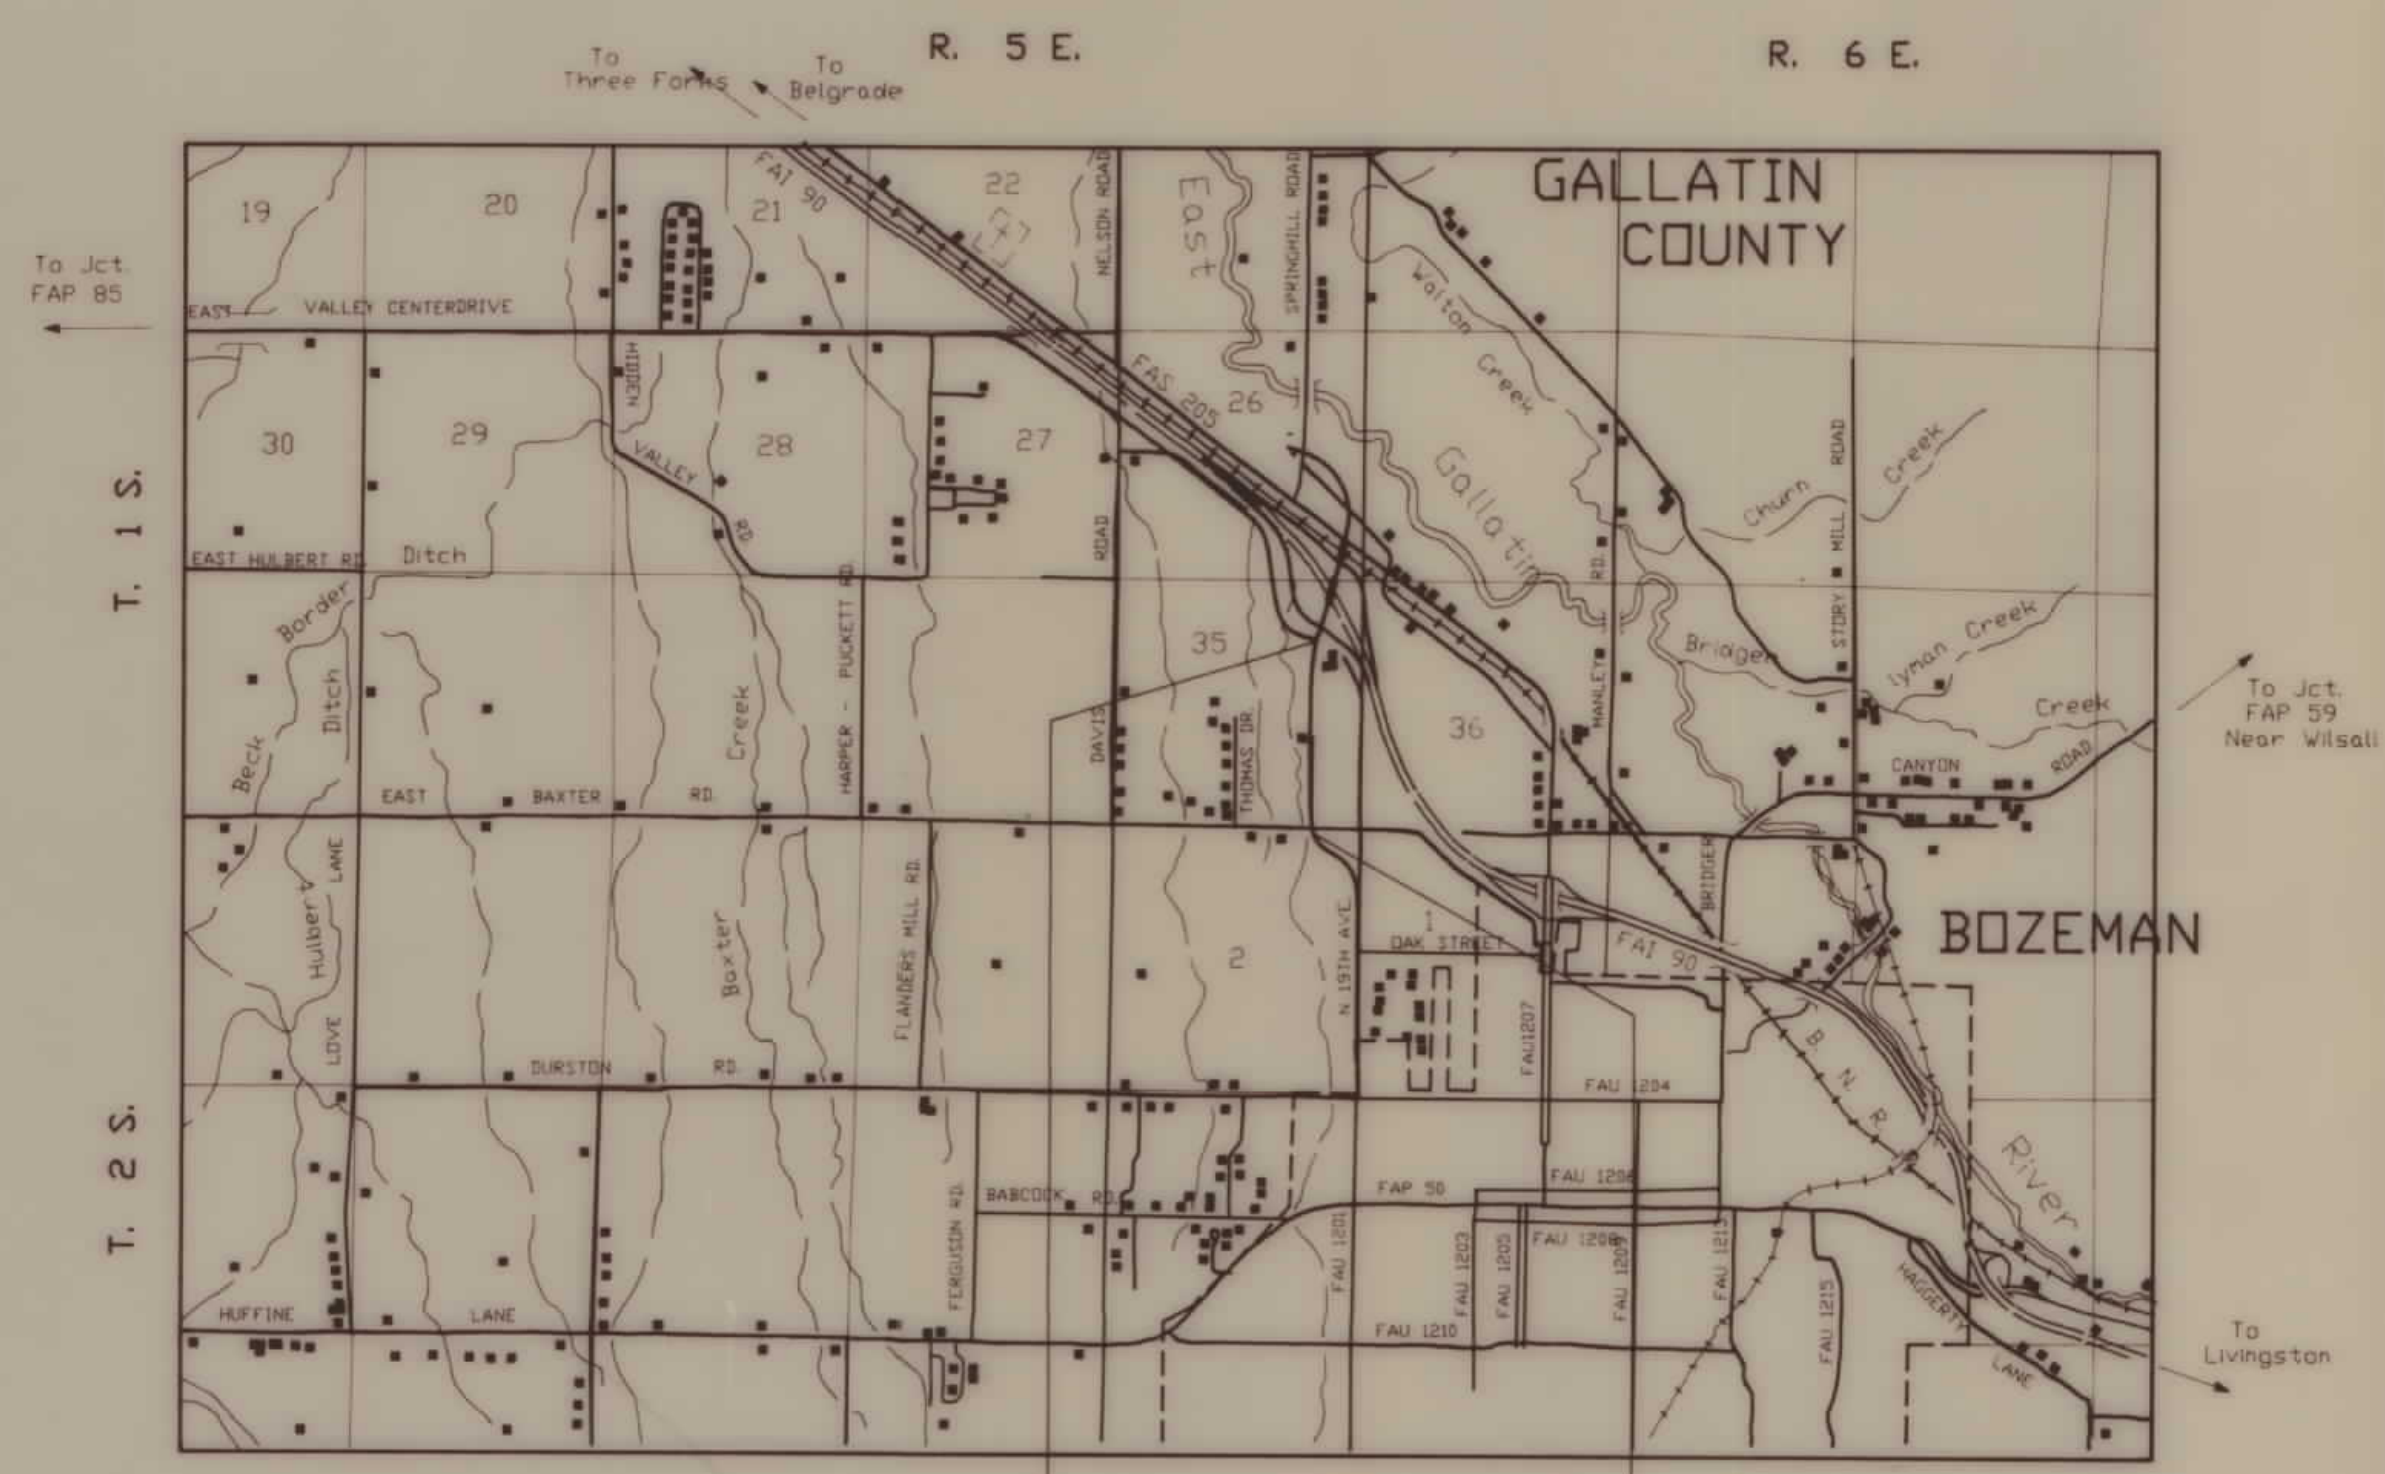 R. 5 E.
R. 6 E.
To
Three Forks
To
Belgrade
GALLATIN
COUNTY
FAI 90
19
20
21
22
NELSON ROAD
East
SPRINGHILL ROAD
To Jct.
FAP 85
EAST VALLEY CENTERDRIVE
HIDDEN
VALLEY
RD
Walton
Creek
FAS 205
26
30
29
28
27
T. 1 S.
Gallatin
Churn
Creek
STORY MILL ROAD
EAST HULBERT RD
Ditch
ROAD
MANLEY RD.
Border
Ditch
Beck
Creek
HARPER - PUCKETT RD.
35
DAVIS
THOMAS DR.
36
Bridger
Lyman Creek
Creek
To Jct.
FAP 59
Near Wilsall
CANYON
ROAD
EAST BAXTER RD.
LANE
Hulbert
Baxter
FLANDERS MILL RD.
2
N 19TH AVE
OAK STREET
FAI 90
BRIDGER
BOZEMAN
LOVE
DURSTON RD.
FAU1207
FAU 1204
B. N. R.
T. 2 S.
BABCOCK RD.
FERGUSON RD.
FAP 50
FAU 1206
River
FAU 1201
FAU 1203
FAU 1205
FAU 1208
FAU 1209
FAU 1213
FAU 1215
HAGGERTY
LANE
HUFFINE LANE
FAU 1210
To
Livingston